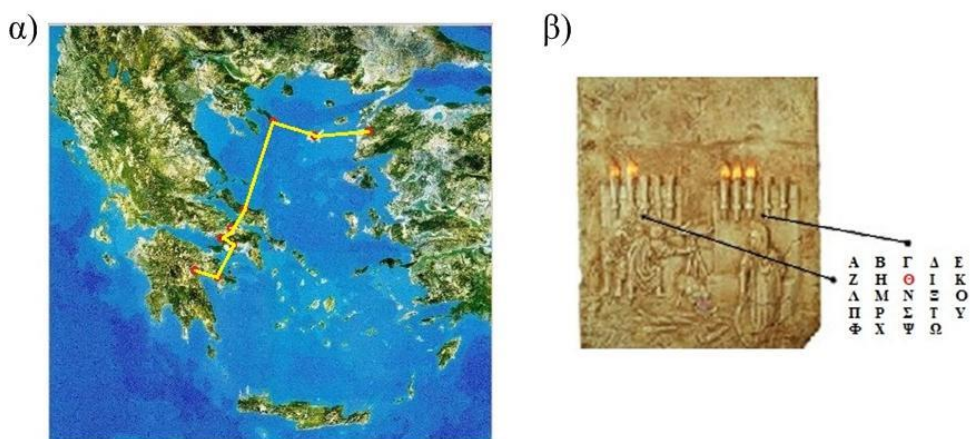 α)
β)
Α Β Γ Δ Ε
Ζ Η Θ Ι Κ
Λ Μ Ν Ξ Ο
Π Ρ Σ Τ Υ
Φ Χ Ψ Ω